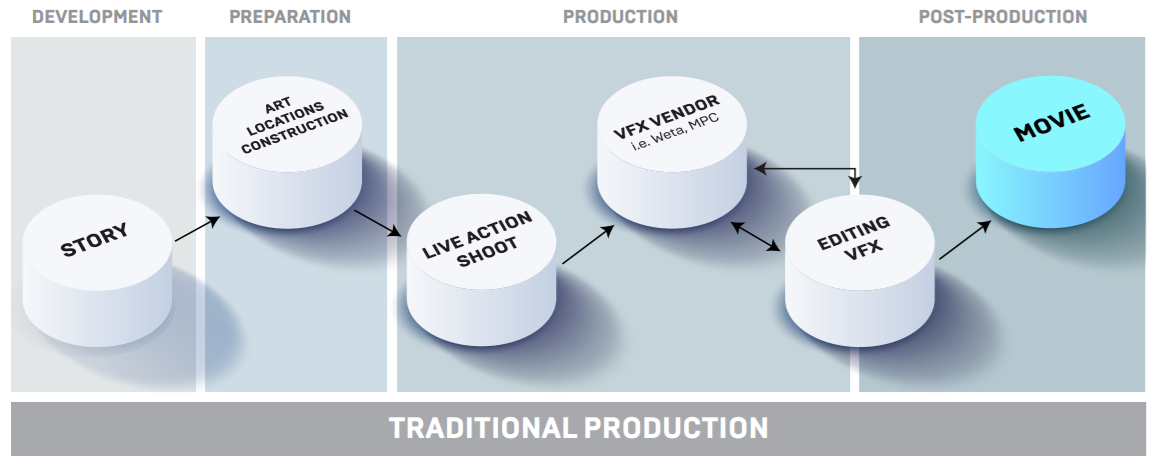 DEVELOPMENT
PREPARATION
PRODUCTION
POST-PRODUCTION
STORY
ART
LOCATIONS
CONSTRUCTION
LIVE ACTION
SHOOT
VFX VENDOR
i.e. Weta, MPC
EDITING
VFX
MOVIE
TRADITIONAL PRODUCTION